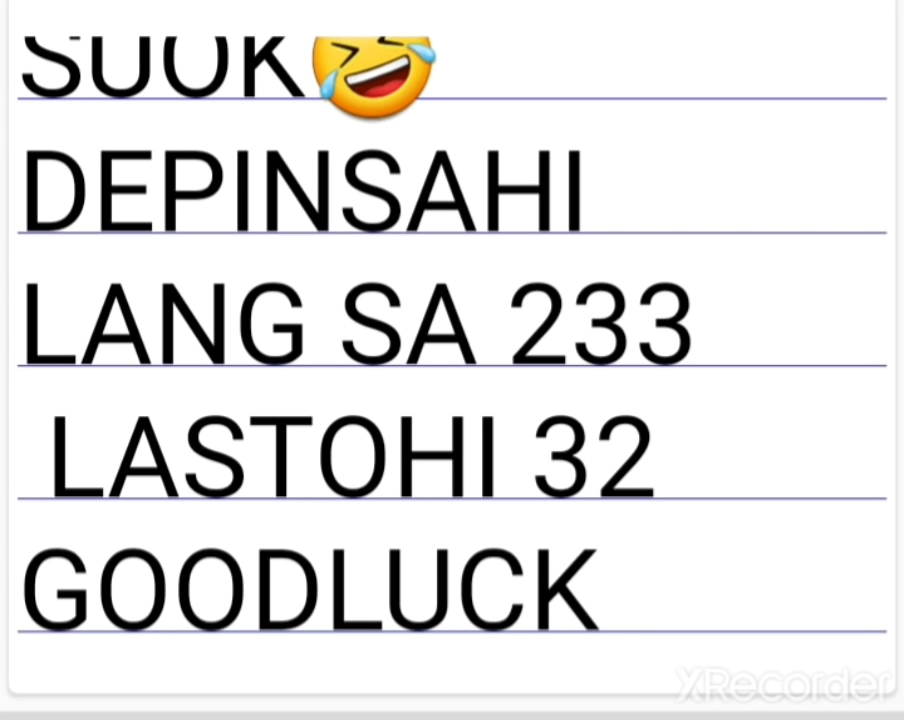 SUOK🤣
DEPINSAHI
LANG SA 233
LASTOHI 32
GOODLUCK
XRecorder